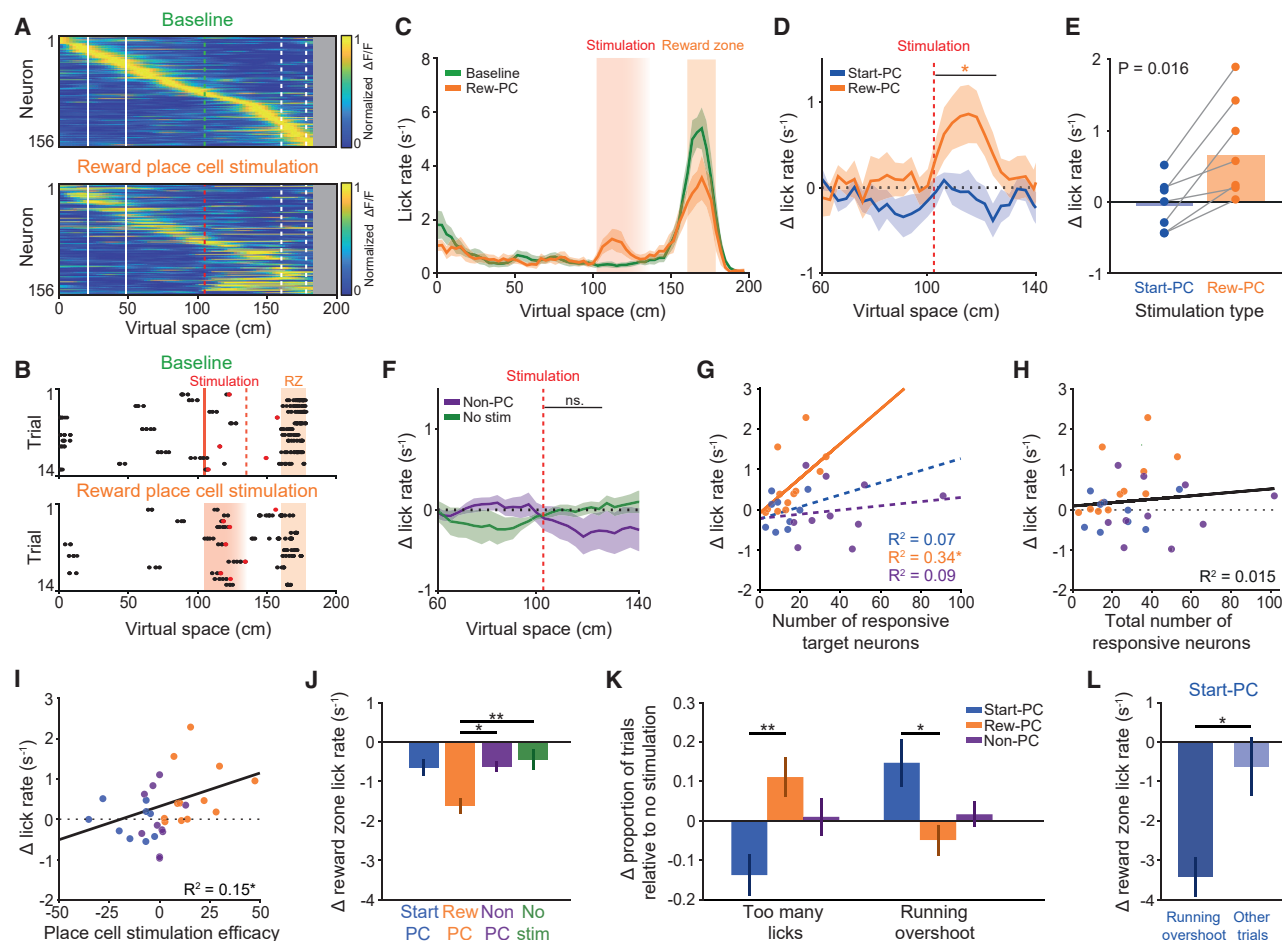 A
Baseline
1
Neuron
156
1
Normalized ΔF/F
0
Reward place cell stimulation
1
Neuron
156
1
Normalized ΔF/F
0
0 50 100 150 200
Virtual space (cm)
B
Baseline
Stimulation RZ
1
Trial
14
Reward place cell stimulation
1
Trial
14
0 50 100 150 200
Virtual space (cm)
C
Stimulation Reward zone
Baseline
Rew-PC
8
6
4
2
0
Lick rate (s-1)
0 50 100 150 200
Virtual space (cm)
D
Stimulation
Start-PC
Rew-PC
*
1
0
-1
Δ lick rate (s-1)
60 100 140
Virtual space (cm)
E
P = 0.016
2
1
0
-1
Δ lick rate (s-1)
Start-PC Rew-PC
Stimulation type
F
Stimulation
Non-PC
No stim
ns.
1
0
-1
Δ lick rate (s-1)
60 100 140
Virtual space (cm)
G
3
2
1
0
-1
-2
Δ lick rate (s-1)
R2 = 0.07
R2 = 0.34*
R2 = 0.09
0 20 40 60 80 100
Number of responsive
target neurons
H
3
2
1
0
-1
-2
Δ lick rate (s-1)
R2 = 0.015
0 20 40 60 80 100
Total number of
responsive neurons
I
3
2
1
0
-1
-2
Δ lick rate (s-1)
R2 = 0.15*
-50 -25 0 25 50
Place cell stimulation efficacy
J
1
0
-1
-2
-3
-4
Δ reward zone lick rate (s-1)
**
*
Start Rew Non No
PC PC PC stim
K
0.3
0.2
0.1
0
-0.1
-0.2
Δ proportion of trials
relative to no stimulation
** *
Start-PC
Rew-PC
Non-PC
Too many Running
licks overshoot
L
Start-PC
*
1
0
-1
-2
-3
-4
Δ reward zone lick rate (s-1)
Running Other
overshoot trials